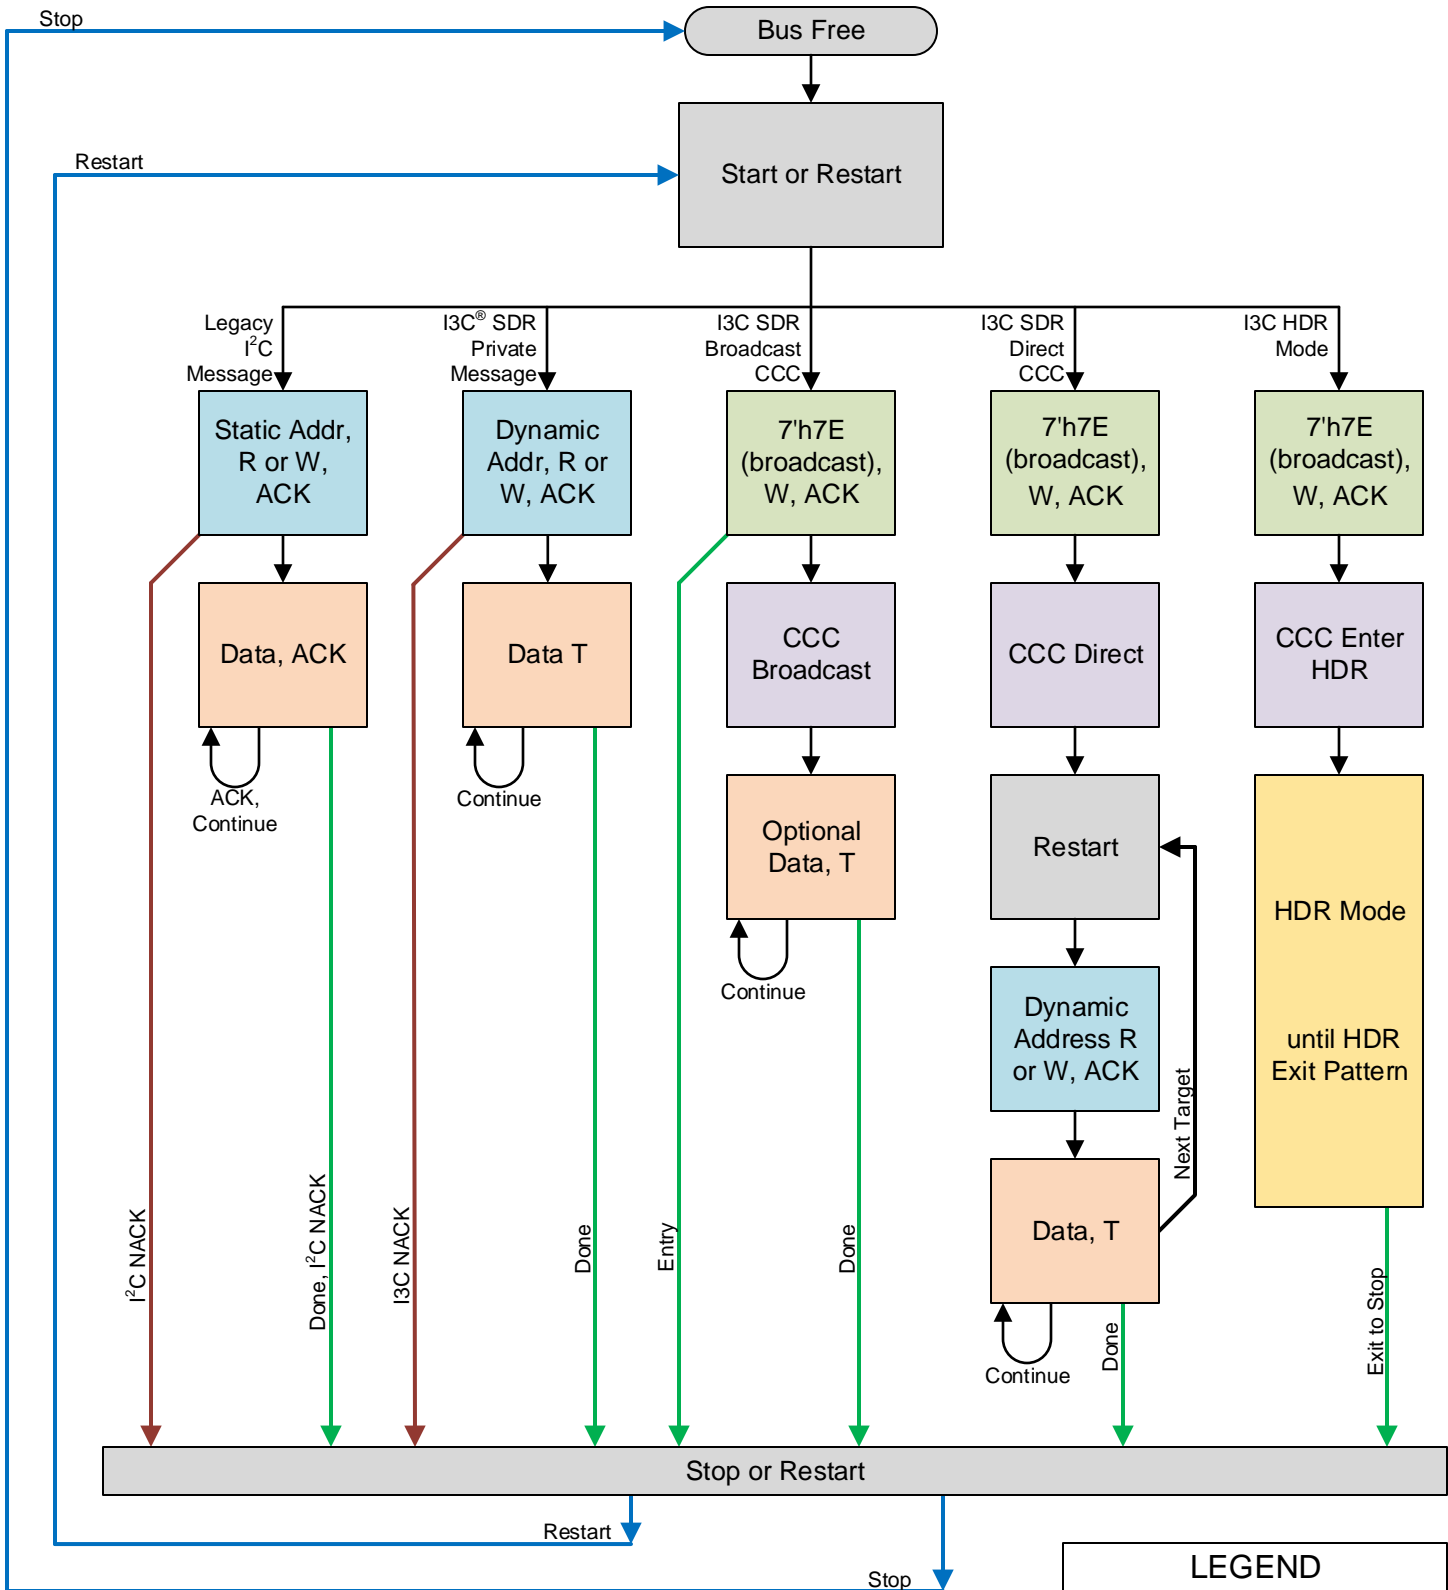 Stop
Bus Free
Restart
Start or Restart
Legacy
I²C
Message
I3C® SDR
Private
Message
I3C SDR
Broadcast
CCC
I3C SDR
Direct
CCC
I3C HDR
Mode
Static Addr,
R or W,
ACK
Dynamic
Addr, R or
W, ACK
7'h7E
(broadcast),
W, ACK
7'h7E
(broadcast),
W, ACK
7'h7E
(broadcast),
W, ACK
Data, ACK
Data T
CCC
Broadcast
CCC Direct
CCC Enter
HDR
ACK,
Continue
Continue
Optional
Data, T
Continue
Restart
HDR Mode
until HDR
Exit Pattern
Dynamic
Address R
or W, ACK
Next Target
Data, T
Continue
I²C NACK
Done, I²C NACK
I3C NACK
Done
Entry
Done
Done
Exit to Stop
Stop or Restart
Restart
Stop
LEGEND